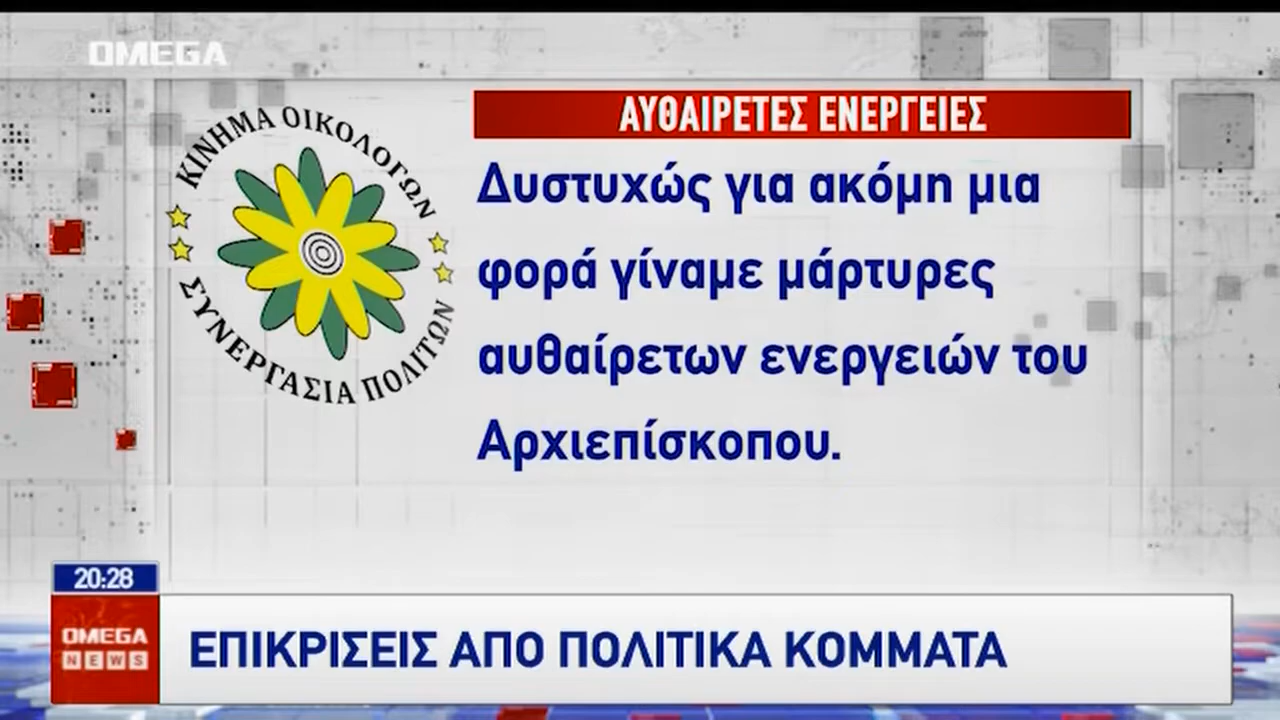 OMEGA
ΚΙΝΗΜΑ ΟΙΚΟΛΟΓΩΝ
ΣΥΝΕΡΓΑΣΙΑ ΠΟΛΙΤΩΝ
ΑΥΘΑΙΡΕΤΕΣ ΕΝΕΡΓΕΙΕΣ
Δυστυχώς για ακόμη μια
φορά γίναμε μάρτυρες
αυθαίρετων ενεργειών του
Αρχιεπίσκοπου.
20:28
OMEGA
NEWS
ΕΠΙΚΡΙΣΕΙΣ ΑΠΟ ΠΟΛΙΤΙΚΑ ΚΟΜΜΑΤΑ